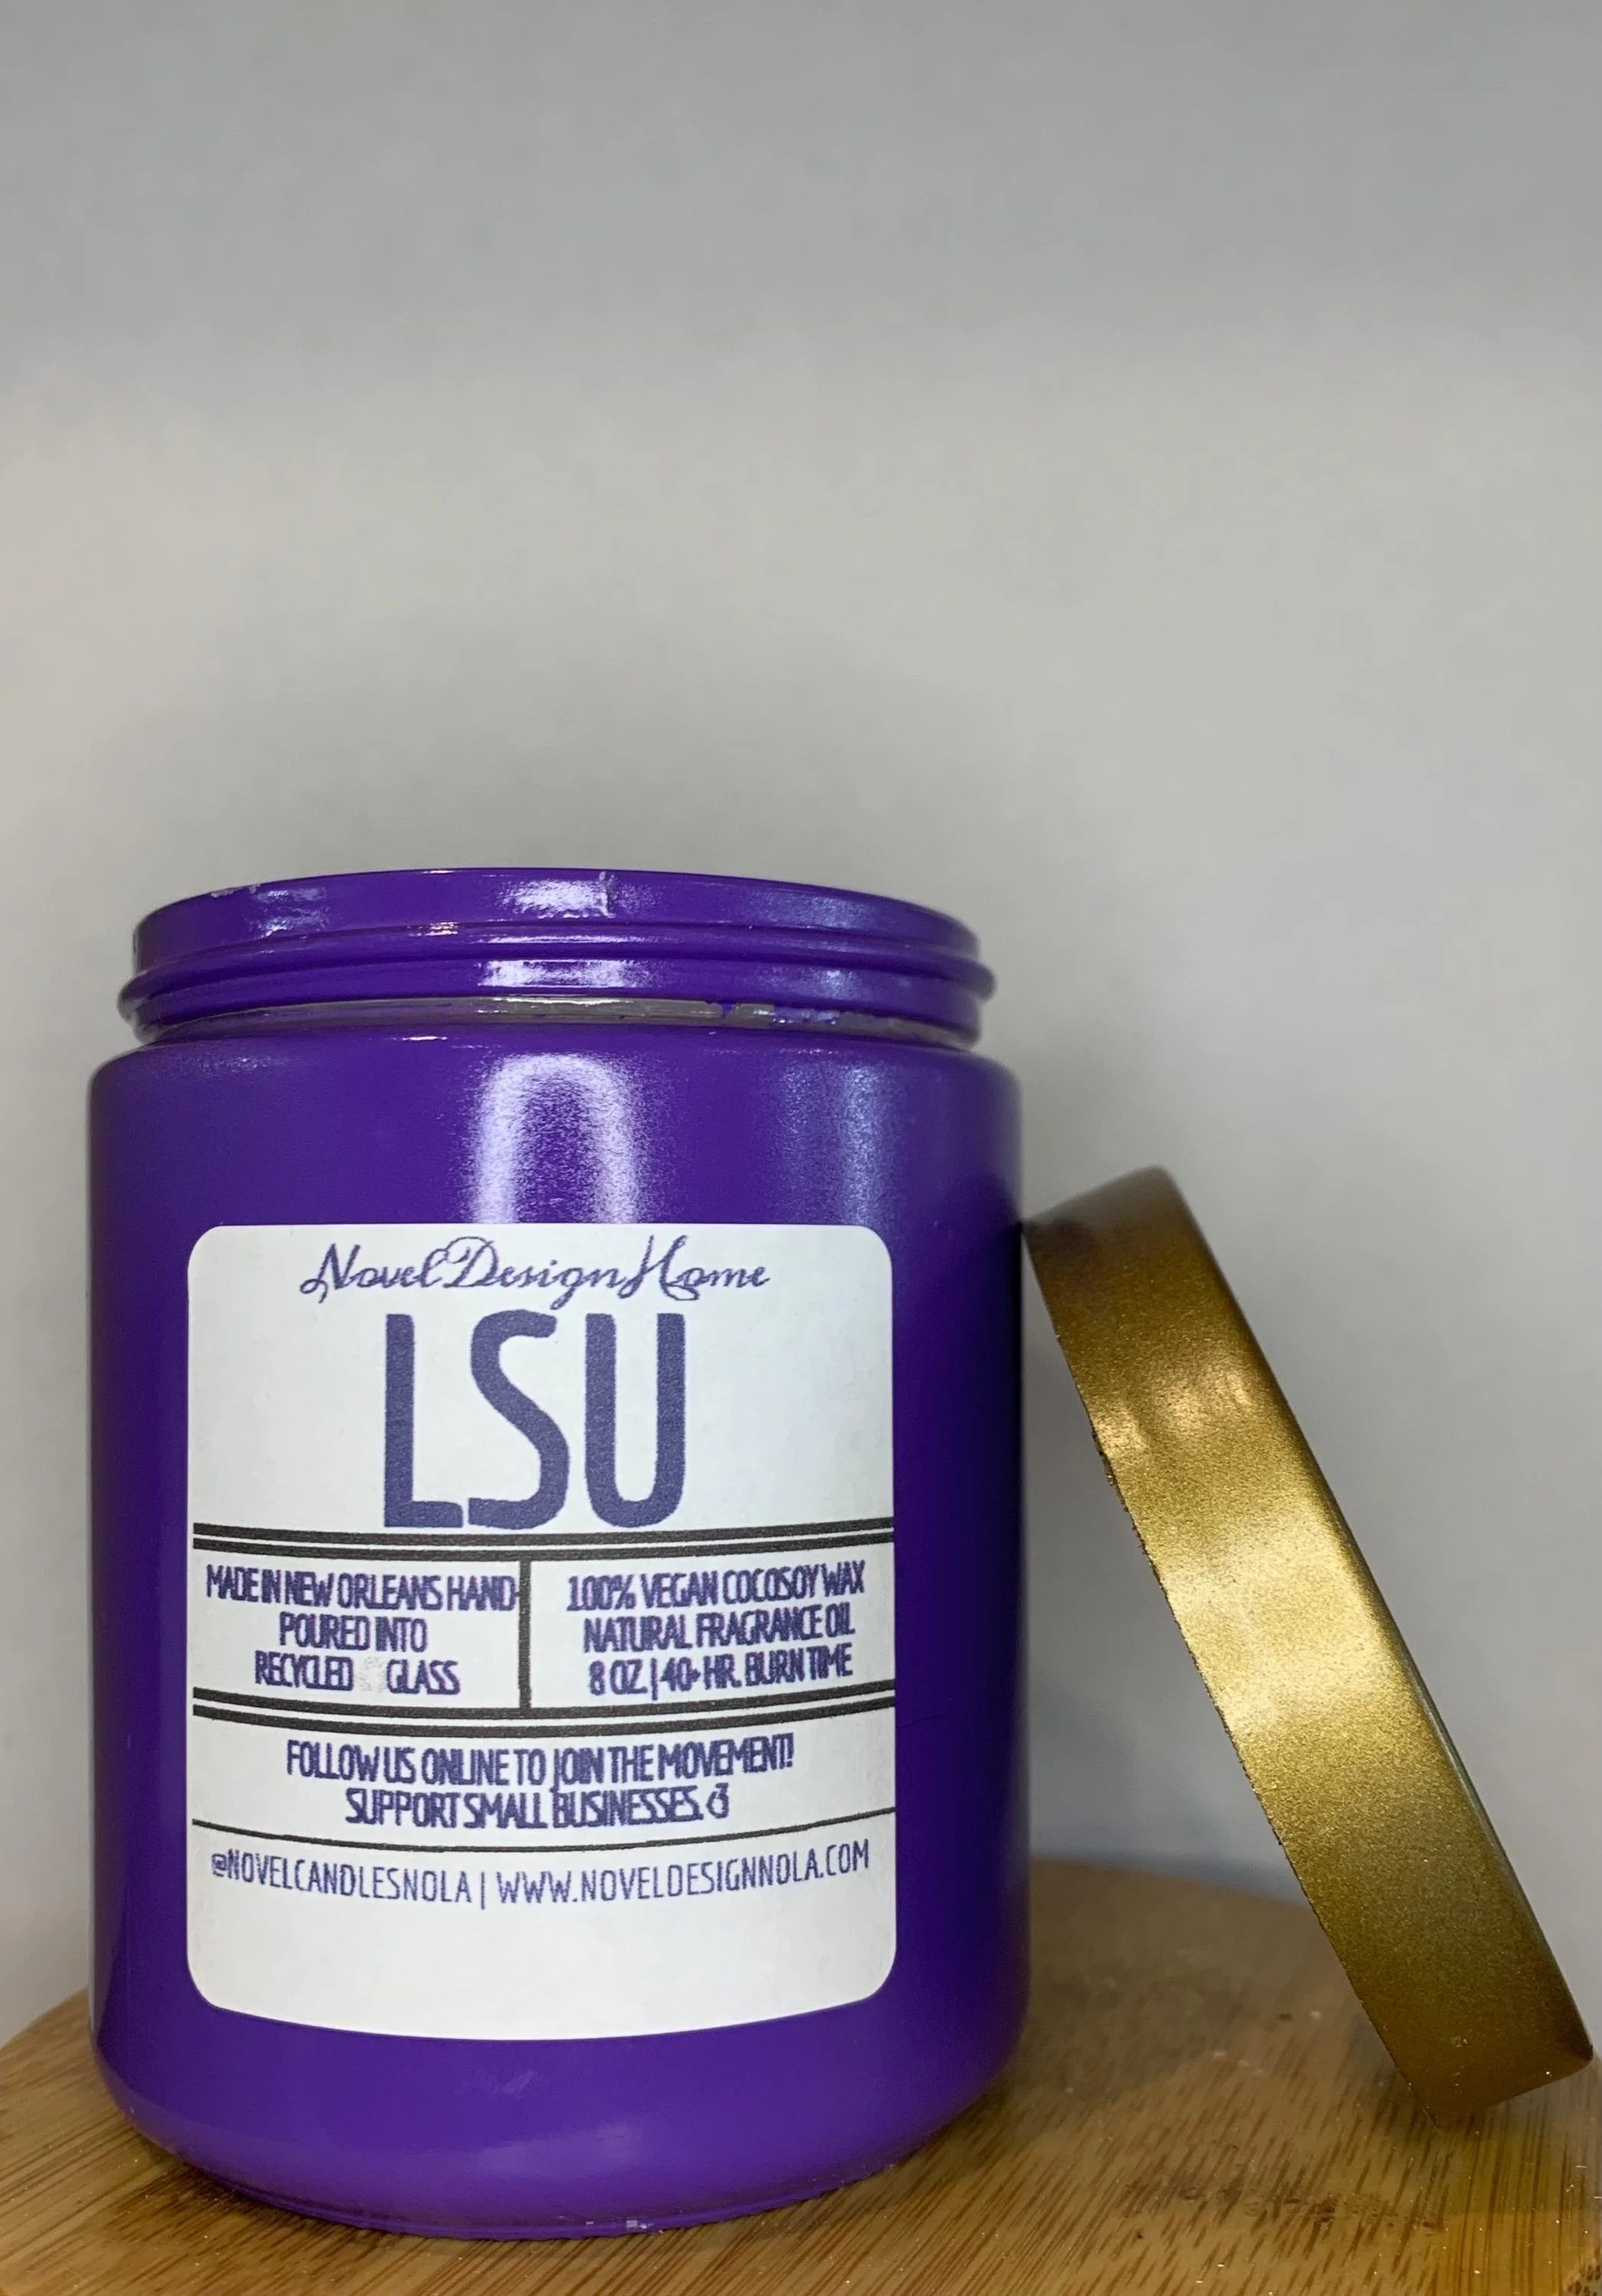 Novel Design Home
LSU
MADE IN NEW ORLEANS HAND-
POURED INTO
RECYCLED GLASS
100% VEGAN COCOSOY WAX
NATURAL FRAGRANCE OIL
8 OZ | 40+ HR. BURN TIME
FOLLOW US ONLINE TO JOIN THE MOVEMENT!
SUPPORT SMALL BUSINESSES.
@NOVELCANDLESNOLA | WWW.NOVELDESIGNNOLA.COM